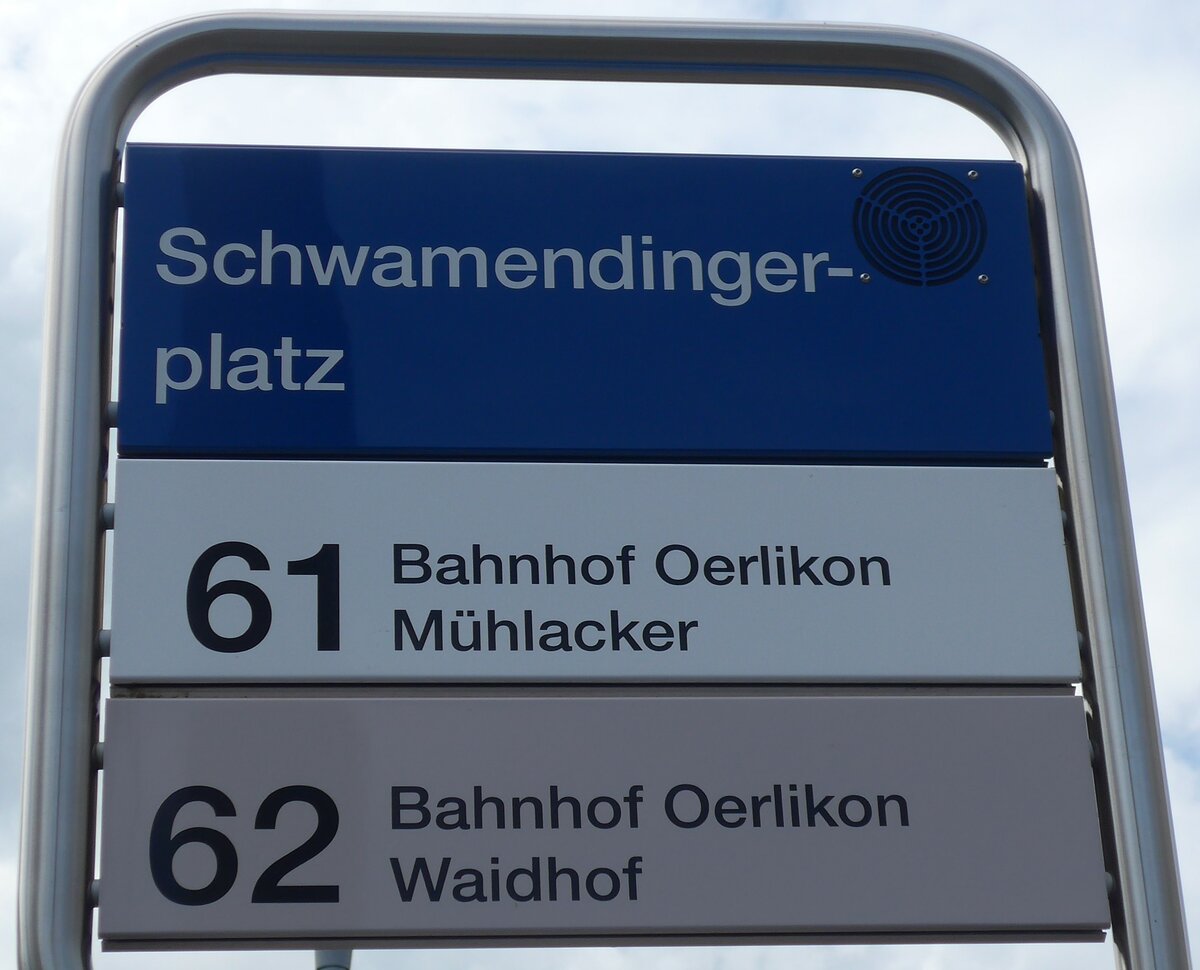 Schwamendinger-
platz
61 Bahnhof Oerlikon
Mühlacker
62 Bahnhof Oerlikon
Waidhof